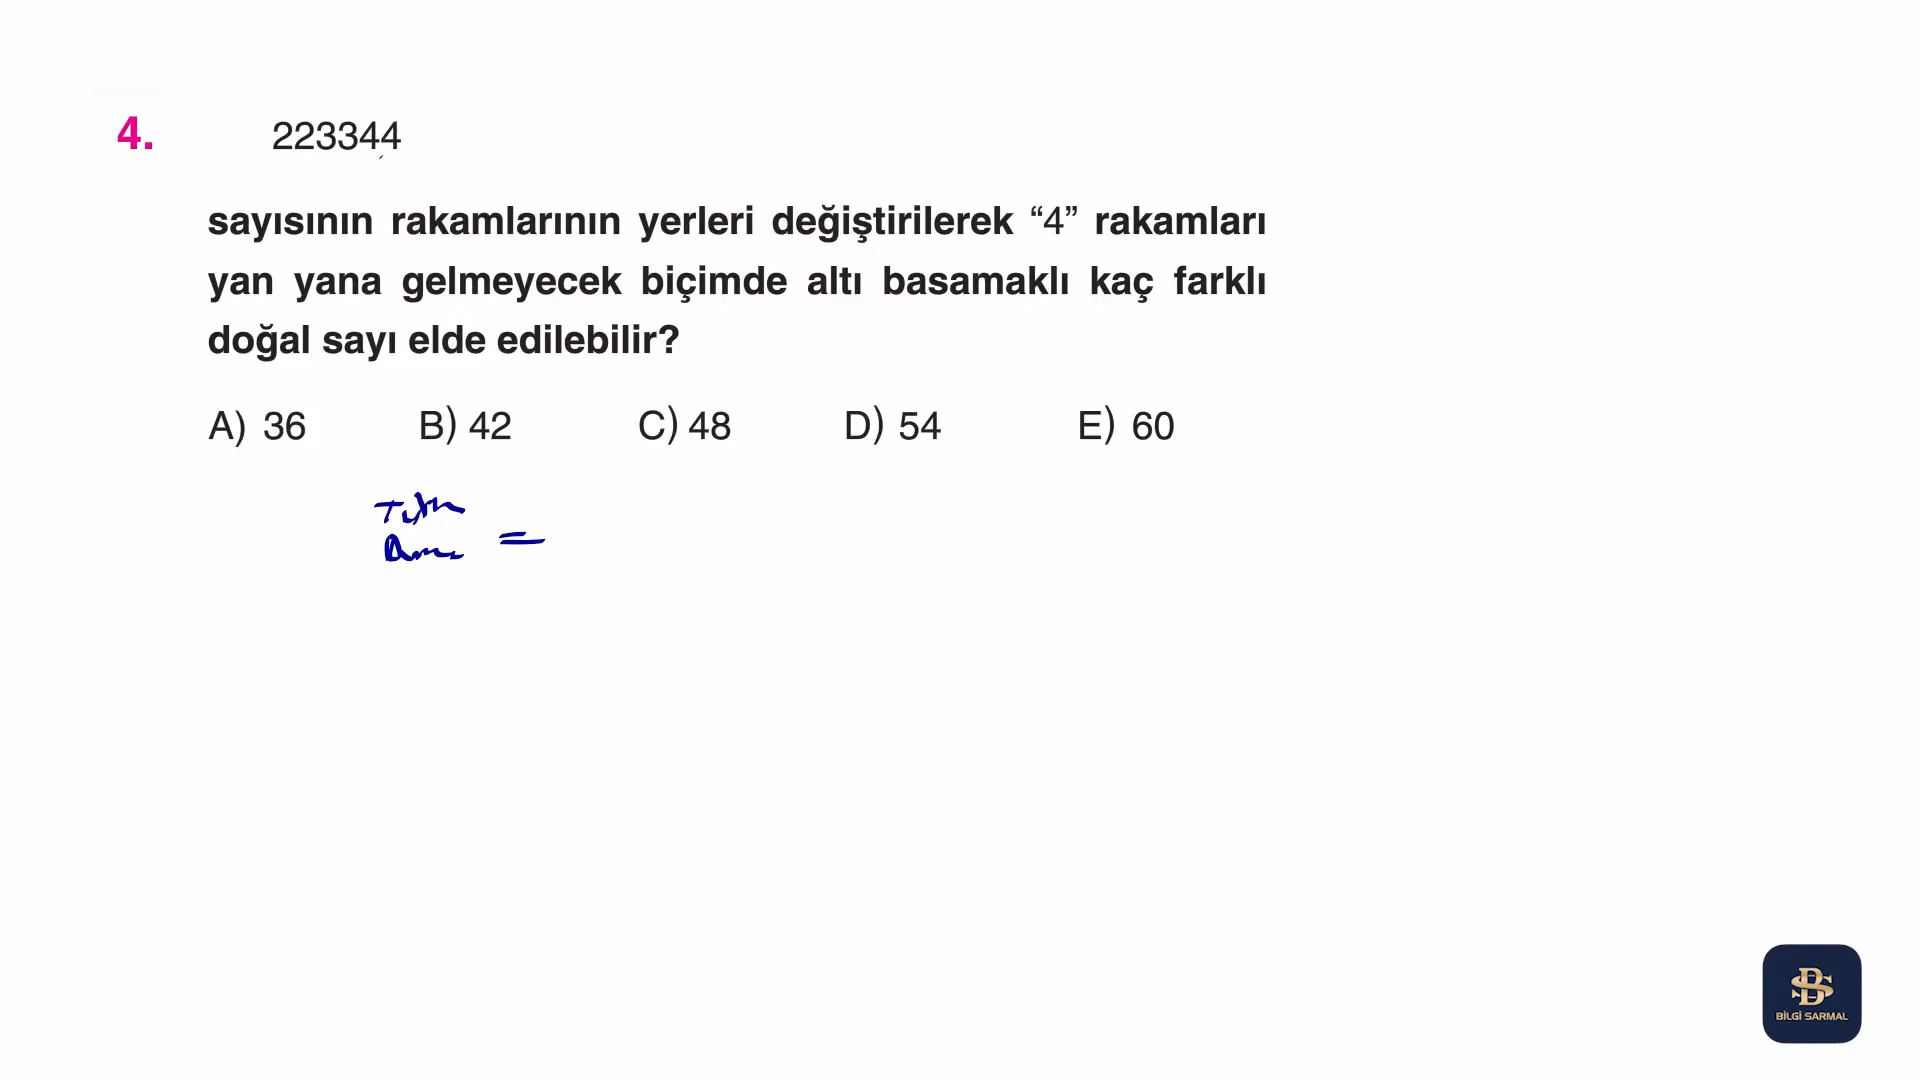 4. 223344
sayısının rakamlarının yerleri değiştirilerek “4” rakamları
yan yana gelmeyecek biçimde altı basamaklı kaç farklı
doğal sayı elde edilebilir?
A) 36 B) 42 C) 48 D) 54 E) 60
=
BİLGİ SARMAL